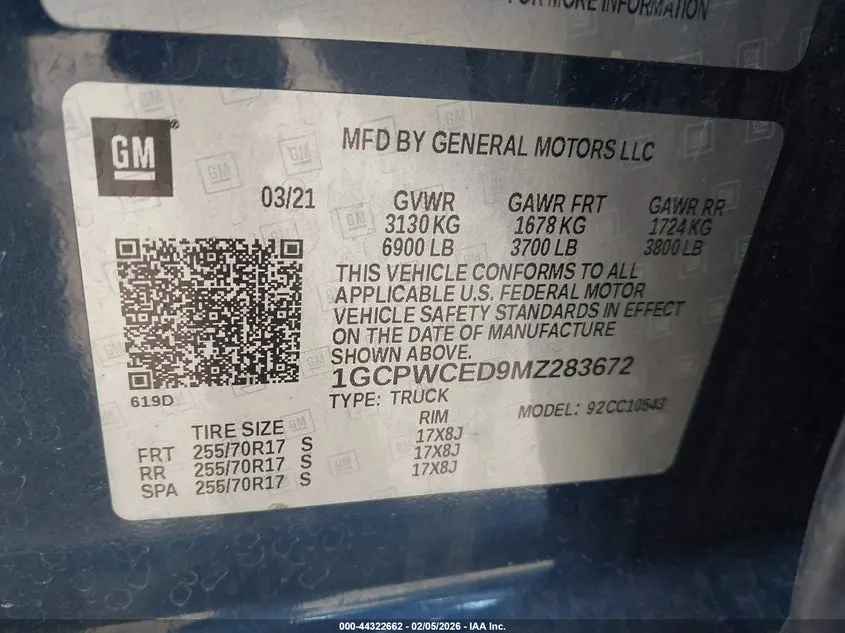 FOR MORE INFORMATION
GM
MFD BY GENERAL MOTORS LLC
03/21
GVWR GAWR FRT GAWR RR
3130 KG 1678 KG 1724 KG
6900 LB 3700 LB 3800 LB
THIS VEHICLE CONFORMS TO ALL
APPLICABLE U.S. FEDERAL MOTOR
VEHICLE SAFETY STANDARDS IN EFFECT
ON THE DATE OF MANUFACTURE
SHOWN ABOVE.
1GCPWCED9MZ283672
619D
TYPE: TRUCK MODEL: 92CC10543
TIRE SIZE RIM
FRT 255/70R17 S 17X8J
RR 255/70R17 S 17X8J
SPA 255/70R17 S 17X8J
000-44322662 - 02/05/2026 - IAA Inc.